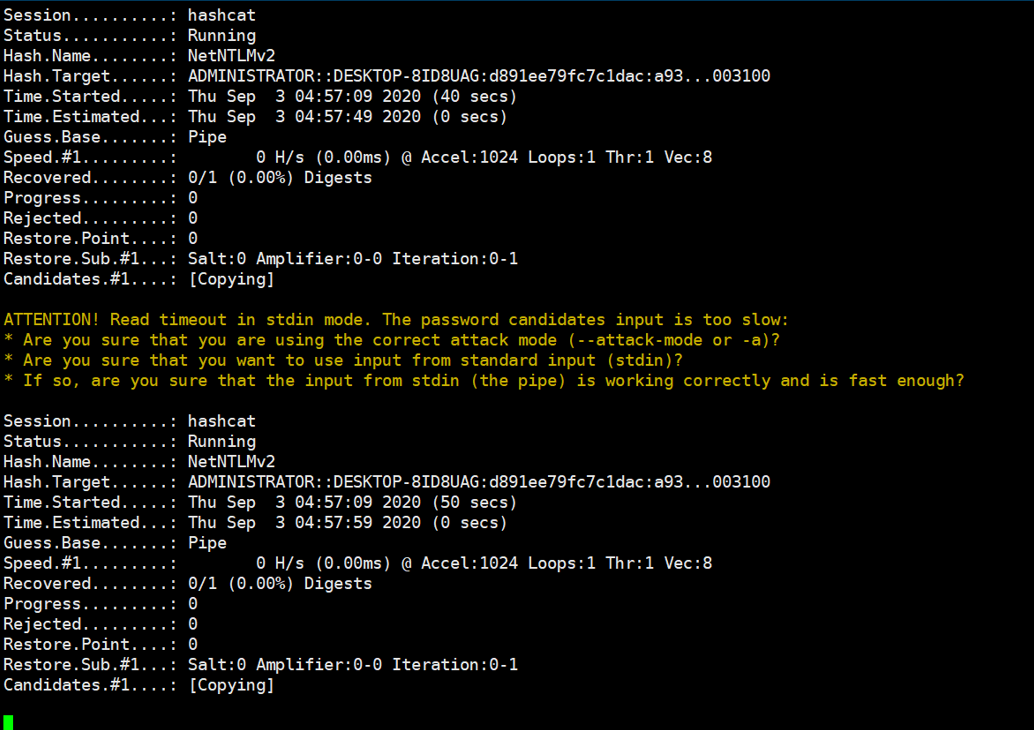 Session..........: hashcat
Status...........: Running
Hash.Name........: NetNTLMv2
Hash.Target......: ADMINISTRATOR::DESKTOP-8ID8UAG:d891ee79fc7c1dac:a93...003100
Time.Started.....: Thu Sep  3 04:57:09 2020 (40 secs)
Time.Estimated...: Thu Sep  3 04:57:49 2020 (0 secs)
Guess.Base.......: Pipe
Speed.#1.........:        0 H/s (0.00ms) @ Accel:1024 Loops:1 Thr:1 Vec:8
Recovered........: 0/1 (0.00%) Digests
Progress.........: 0
Rejected.........: 0
Restore.Point....: 0
Restore.Sub.#1...: Salt:0 Amplifier:0-0 Iteration:0-1
Candidates.#1....: [Copying]
ATTENTION! Read timeout in stdin mode. The password candidates input is too slow:
* Are you sure that you are using the correct attack mode (--attack-mode or -a)?
* Are you sure that you want to use input from standard input (stdin)?
* If so, are you sure that the input from stdin (the pipe) is working correctly and is fast enough?
Session..........: hashcat
Status...........: Running
Hash.Name........: NetNTLMv2
Hash.Target......: ADMINISTRATOR::DESKTOP-8ID8UAG:d891ee79fc7c1dac:a93...003100
Time.Started.....: Thu Sep  3 04:57:09 2020 (50 secs)
Time.Estimated...: Thu Sep  3 04:57:59 2020 (0 secs)
Guess.Base.......: Pipe
Speed.#1.........:        0 H/s (0.00ms) @ Accel:1024 Loops:1 Thr:1 Vec:8
Recovered........: 0/1 (0.00%) Digests
Progress.........: 0
Rejected.........: 0
Restore.Point....: 0
Restore.Sub.#1...: Salt:0 Amplifier:0-0 Iteration:0-1
Candidates.#1....: [Copying]